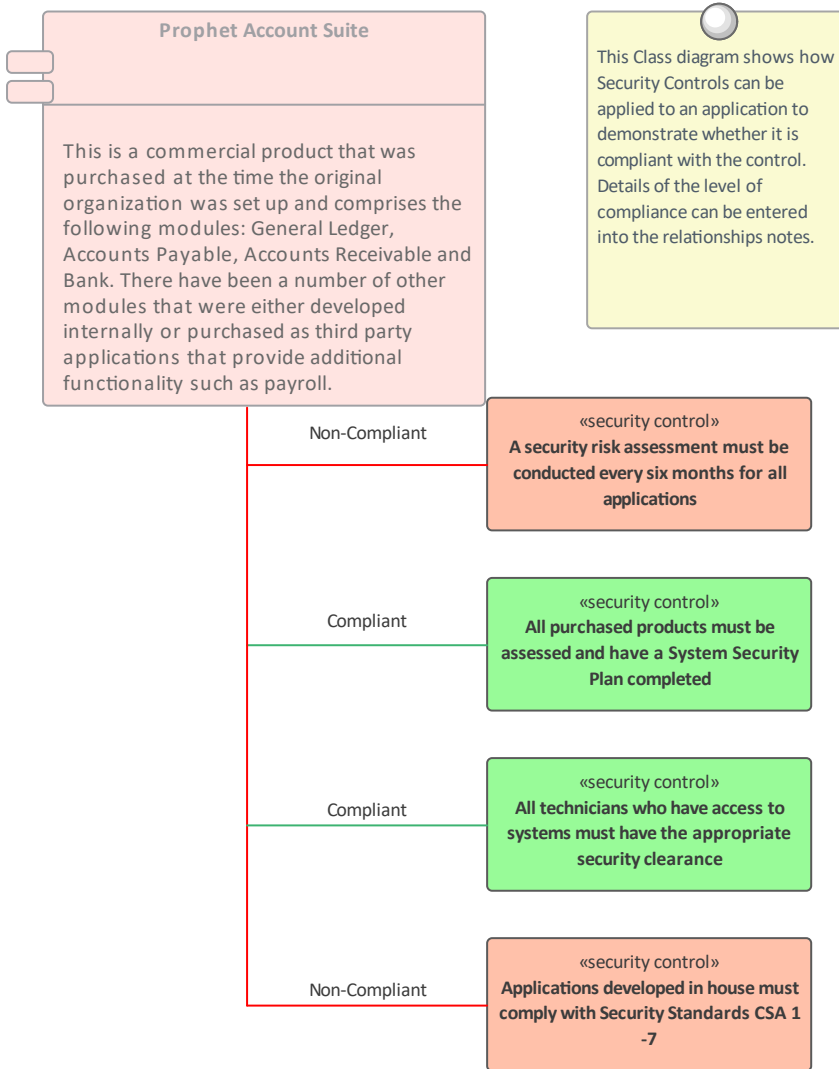 Prophet Account Suite
This is a commercial product that was
purchased at the time the original
organization was set up and comprises the
following modules: General Ledger,
Accounts Payable, Accounts Receivable and
Bank. There have been a number of other
modules that were either developed
internally or purchased as third party
applications that provide additional
functionality such as payroll.
This Class diagram shows how
Security Controls can be
applied to an application to
demonstrate whether it is
compliant with the control.
Details of the level of
compliance can be entered
into the relationships notes.
Non-Compliant
«security control»
A security risk assessment must be
conducted every six months for all
applications
Compliant
«security control»
All purchased products must be
assessed and have a System Security
Plan completed
Compliant
«security control»
All technicians who have access to
systems must have the appropriate
security clearance
Non-Compliant
«security control»
Applications developed in house must
comply with Security Standards CSA 1
-7